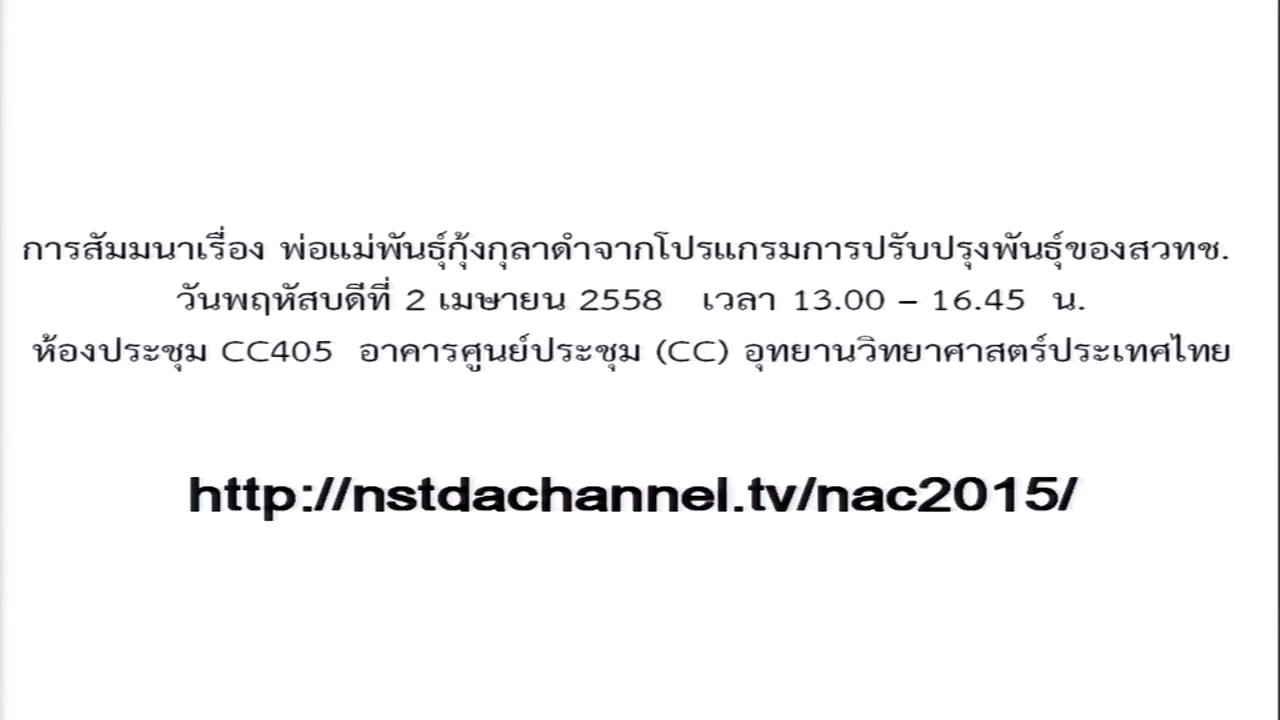 การสัมมนาเรื่อง พ่อแม่พันธุ์กุ้งกุลาดำจากโปรแกรมการปรับปรุงพันธุ์ของสวทช.
วันพฤหัสบดีที่ 2 เมษายน 2558 เวลา 13.00 – 16.45 น.
ห้องประชุม CC405 อาคารศูนย์ประชุม (CC) อุทยานวิทยาศาสตร์ประเทศไทย
http://nstdachannel.tv/nac2015/